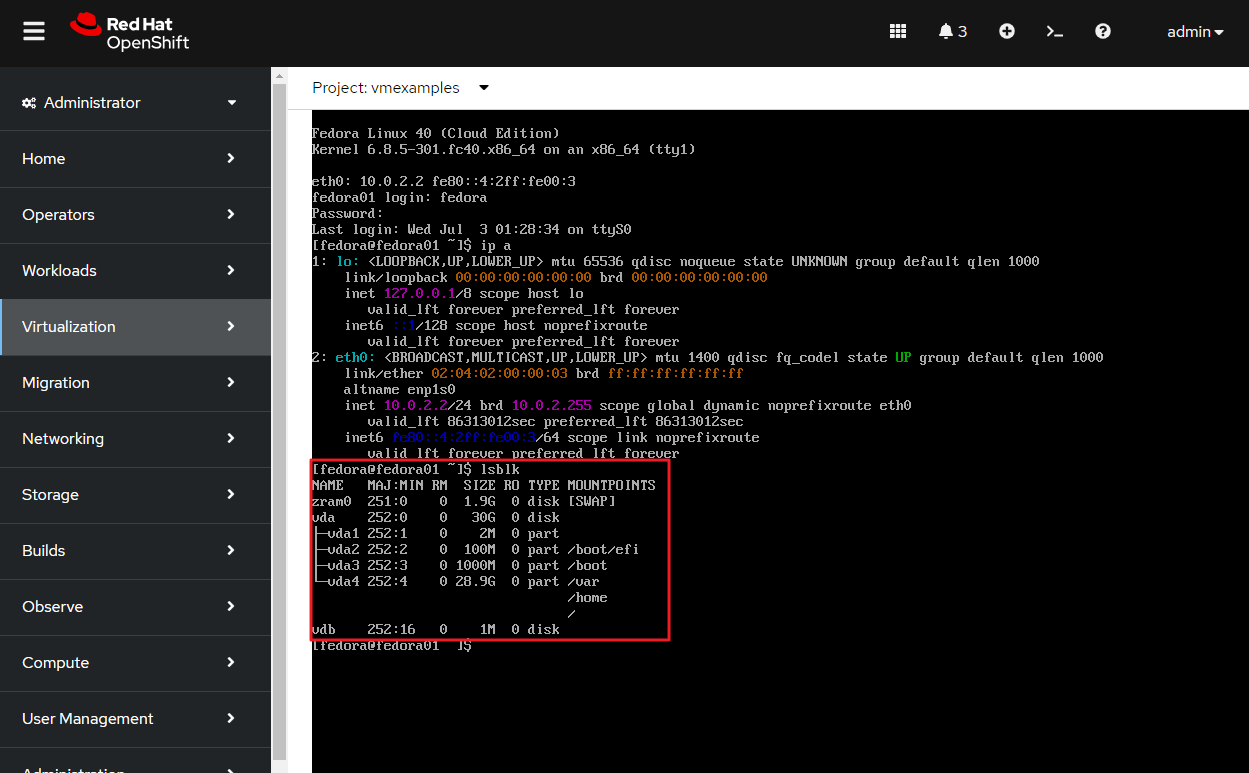 Red Hat
OpenShift
3
admin
Administrator
Home
Operators
Workloads
Virtualization
Migration
Networking
Storage
Builds
Observe
Compute
User Management
Administration
Project: vmexamples
Fedora Linux 40 (Cloud Edition)
Kernel 6.8.5-301.fc40.x86_64 on an x86_64 (tty1)
eth0: 10.0.2.2 fe80::4:2ff:fe00:3
fedora01 login: fedora
Password:
Last login: Wed Jul  3 01:28:34 on ttyS0
[fedora@fedora01 ~]$ ip a
1: lo: <LOOPBACK,UP,LOWER_UP> mtu 65536 qdisc noqueue state UNKNOWN group default qlen 1000
    link/loopback 00:00:00:00:00:00 brd 00:00:00:00:00:00
    inet 127.0.0.1/8 scope host lo
       valid_lft forever preferred_lft forever
    inet6 ::1/128 scope host noprefixroute
       valid_lft forever preferred_lft forever
2: eth0: <BROADCAST,MULTICAST,UP,LOWER_UP> mtu 1400 qdisc fq_codel state UP group default qlen 1000
    link/ether 02:04:02:00:00:03 brd ff:ff:ff:ff:ff:ff
    altname enp1s0
    inet 10.0.2.2/24 brd 10.0.2.255 scope global dynamic noprefixroute eth0
       valid_lft 86313012sec preferred_lft 86313012sec
    inet6 fe80::4:2ff:fe00:3/64 scope link noprefixroute
       valid_lft forever preferred_lft forever
[fedora@fedora01 ~]$ lsblk
NAME   MAJ:MIN RM  SIZE RO TYPE MOUNTPOINTS
zram0  251:0    0  1.9G  0 disk [SWAP]
vda    252:0    0   30G  0 disk
├─vda1 252:1    0    2M  0 part
├─vda2 252:2    0  100M  0 part /boot/efi
├─vda3 252:3    0 1000M  0 part /boot
└─vda4 252:4    0 28.9G  0 part /var
                                /home
                                /
vdb    252:16   0    1M  0 disk
[fedora@fedora01  ]$